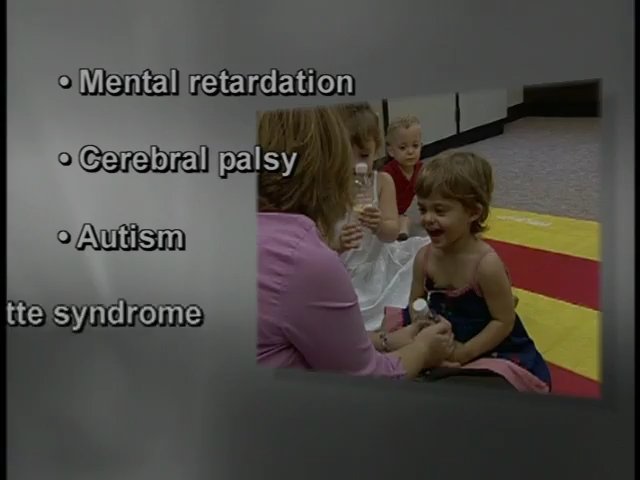 • Mental retardation
• Cerebral palsy
• Autism
tte syndrome